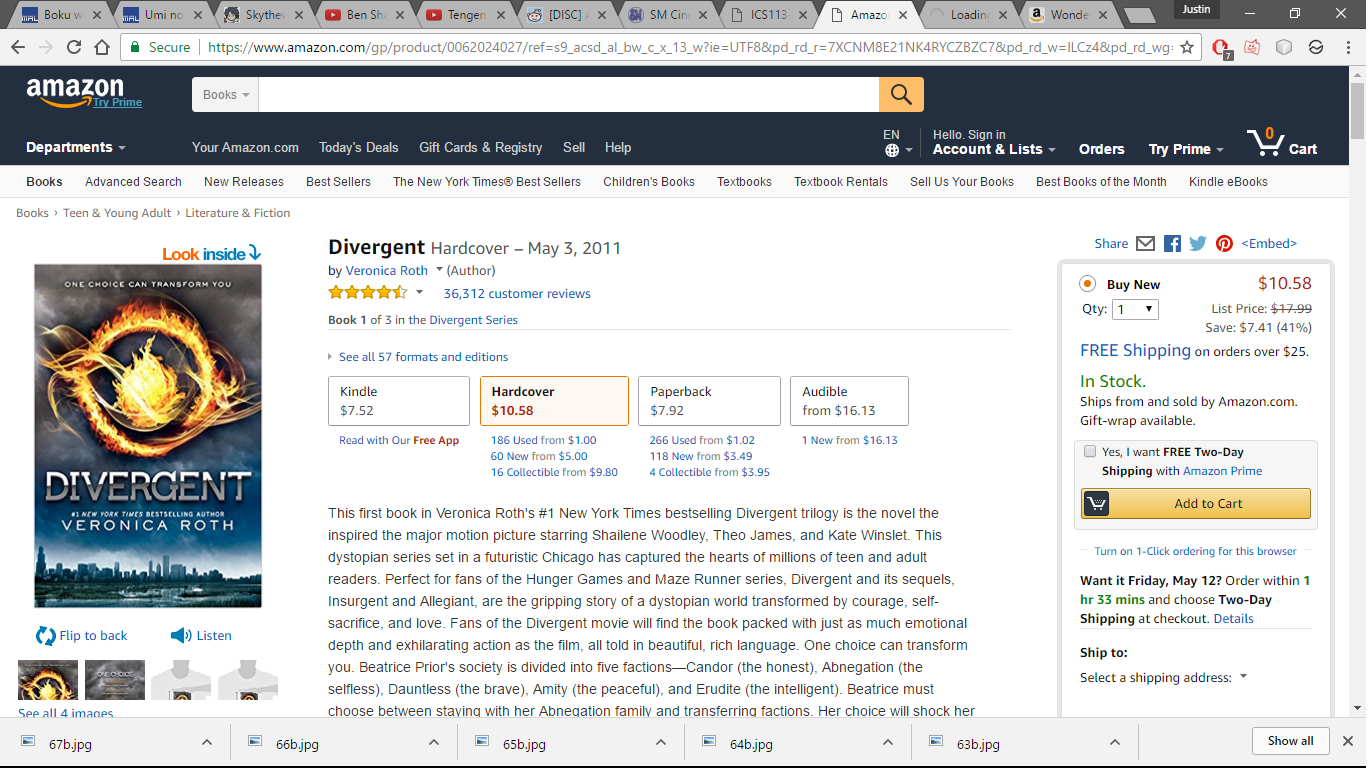 Boku w
Umi no
Skythew
Ben Sha
Tengen
[DISC] A
SM Cin
ICS113
Amazo
Loading
Wonde
Justin
Secure
https://www.amazon.com/gp/product/0062024027/ref=s9_acsd_al_bw_c_x_13_w?ie=UTF8&pd_rd_r=7XCNM8E21NK4RYCZBZC7&pd_rd_w=ILCz4&pd_rd_wg=
7
amazon
Try Prime
Books
Departments
Your Amazon.com
Today's Deals
Gift Cards & Registry
Sell
Help
EN
Hello. Sign in
Account & Lists
Orders
Try Prime
0
Cart
Books
Advanced Search
New Releases
Best Sellers
The New York Times® Best Sellers
Children's Books
Textbooks
Textbook Rentals
Sell Us Your Books
Best Books of the Month
Kindle eBooks
Books › Teen & Young Adult › Literature & Fiction
Look inside
ONE CHOICE CAN TRANSFORM YOU
DIVERGENT
#1 NEW YORK TIMES BESTSELLING AUTHOR
VERONICA ROTH
Flip to back
Listen
ONE CHOICE
See all 4 images
Divergent Hardcover – May 3, 2011
by Veronica Roth (Author)
36,312 customer reviews
Book 1 of 3 in the Divergent Series
See all 57 formats and editions
Kindle
$7.52
Read with Our Free App
Hardcover
$10.58
186 Used from $1.00
60 New from $5.00
16 Collectible from $9.80
Paperback
$7.92
266 Used from $1.02
118 New from $3.49
4 Collectible from $3.95
Audible
from $16.13
1 New from $16.13
This first book in Veronica Roth's #1 New York Times bestselling Divergent trilogy is the novel the
inspired the major motion picture starring Shailene Woodley, Theo James, and Kate Winslet. This
dystopian series set in a futuristic Chicago has captured the hearts of millions of teen and adult
readers. Perfect for fans of the Hunger Games and Maze Runner series, Divergent and its sequels,
Insurgent and Allegiant, are the gripping story of a dystopian world transformed by courage, self-
sacrifice, and love. Fans of the Divergent movie will find the book packed with just as much emotional
depth and exhilarating action as the film, all told in beautiful, rich language. One choice can transform
you. Beatrice Prior's society is divided into five factions—Candor (the honest), Abnegation (the
selfless), Dauntless (the brave), Amity (the peaceful), and Erudite (the intelligent). Beatrice must
choose between staying with her Abnegation family and transferring factions. Her choice will shock her
Share
<Embed>
Buy New
$10.58
Qty: 1
List Price: $17.99
Save: $7.41 (41%)
FREE Shipping on orders over $25.
In Stock.
Ships from and sold by Amazon.com.
Gift-wrap available.
Yes, I want FREE Two-Day
Shipping with Amazon Prime
Add to Cart
Turn on 1-Click ordering for this browser
Want it Friday, May 12? Order within 1
hr 33 mins and choose Two-Day
Shipping at checkout. Details
Ship to:
Select a shipping address:
67b.jpg
66b.jpg
65b.jpg
64b.jpg
63b.jpg
Show all